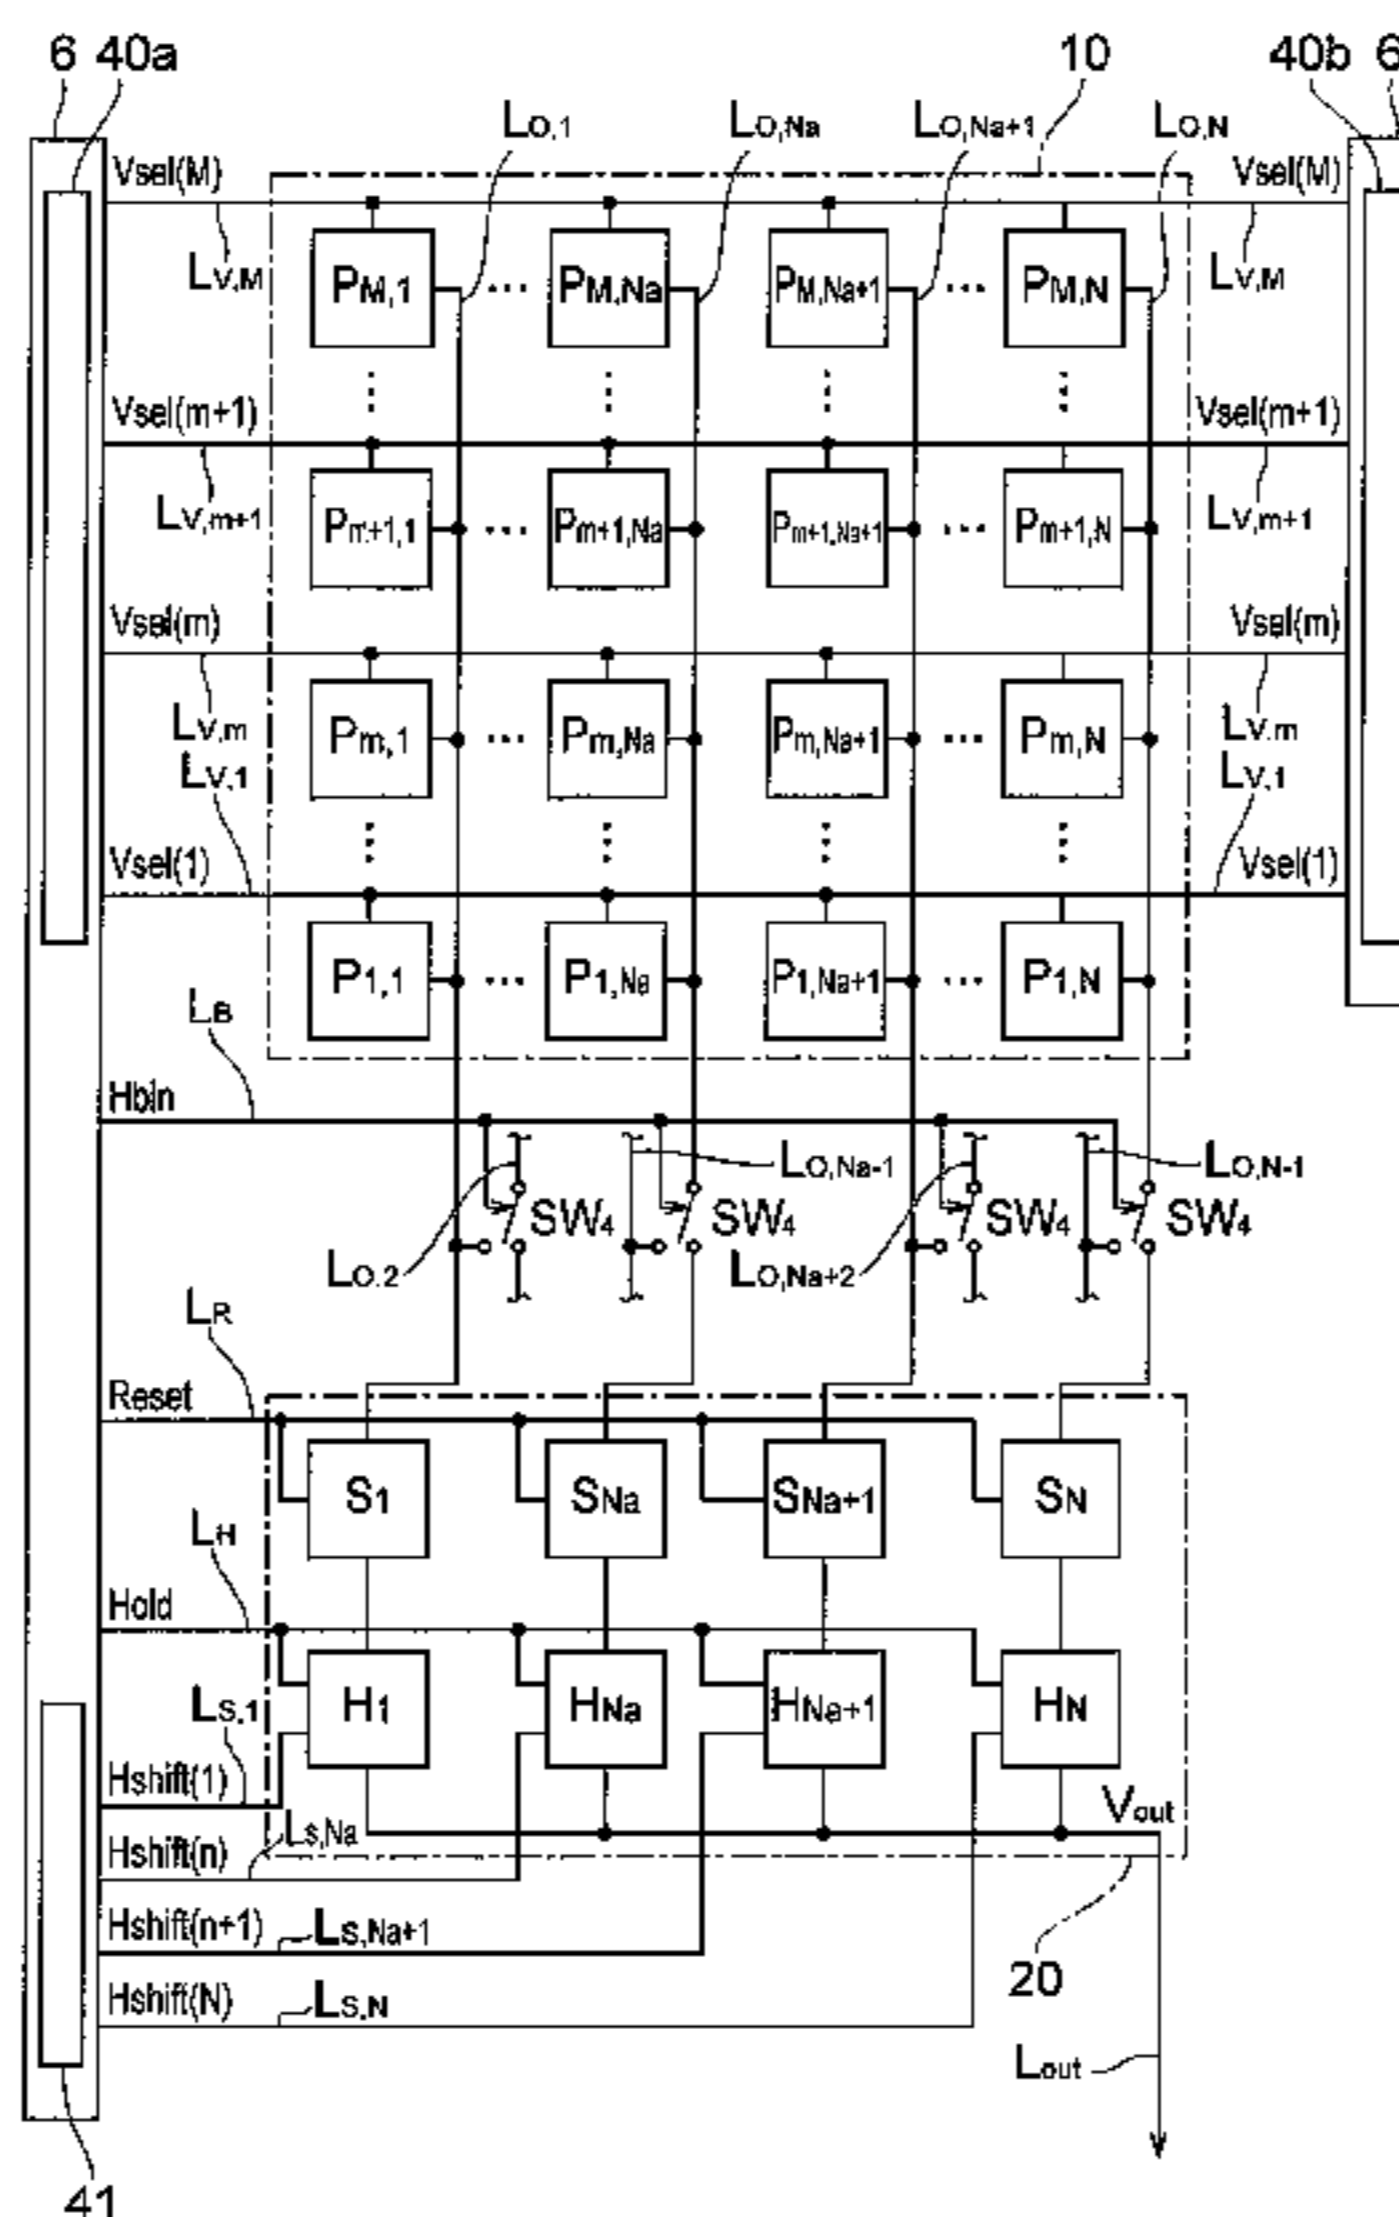 6 40a 10 40b 6
LO,1 LO,Na LO,Na+1 LO,N
Vsel(M) Vsel(M)
LV,M LV,M
PM,1 ... PM,Na PM,Na+1 ... PM,N
Vsel(m+1) Vsel(m+1)
LV,m+1 LV,m+1
Pm+1,1 ... Pm+1,Na Pm+1,Na+1 ... Pm+1,N
Vsel(m) Vsel(m)
LV,m LV,m
Pm,1 ... Pm,Na Pm,Na+1 ... Pm,N
LV,1 LV,1
Vsel(1) Vsel(1)
P1,1 ... P1,Na P1,Na+1 ... P1,N
LB
Hbin
LO,Na-1 LO,N-1
SW4 SW4 SW4 SW4
LO,2 LO,Na+2
LR
Reset
S1 SNa SNa+1 SN
LH
Hold
LS,1
H1 HNa HNa+1 HN
Hshift(1)
Vout
LS,Na
Hshift(n)
Hshift(n+1) LS,Na+1
20
Hshift(N) LS,N
Lout
41